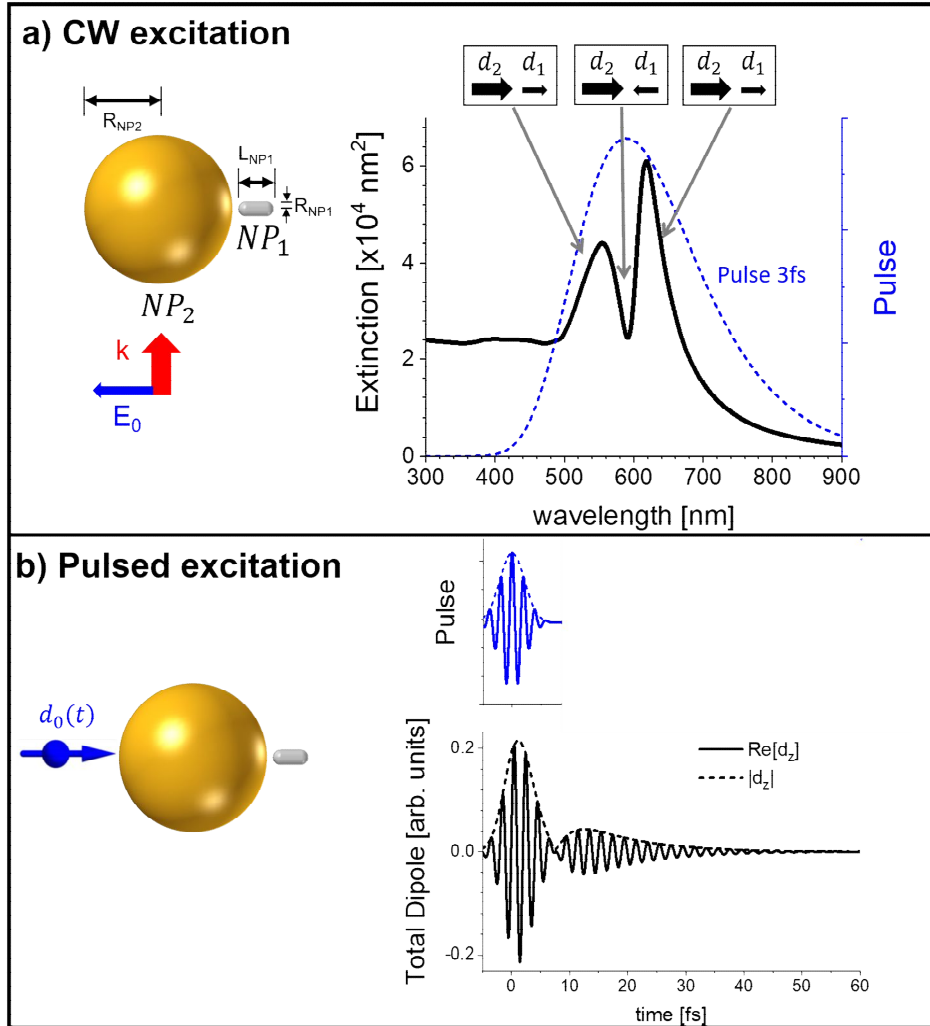 a) CW excitation
R_NP2
L_NP1
R_NP1
NP_1
NP_2
k
E_0
d_2 d_1
d_2 d_1
d_2 d_1
Extinction [x10^4 nm^2]
6
4
2
0
Pulse 3fs
Pulse
300 400 500 600 700 800 900
wavelength [nm]
b) Pulsed excitation
d_0(t)
Pulse
Total Dipole [arb. units]
0.2
0.0
-0.2
Re[d_z]
|d_z|
0 10 20 30 40 50 60
time [fs]